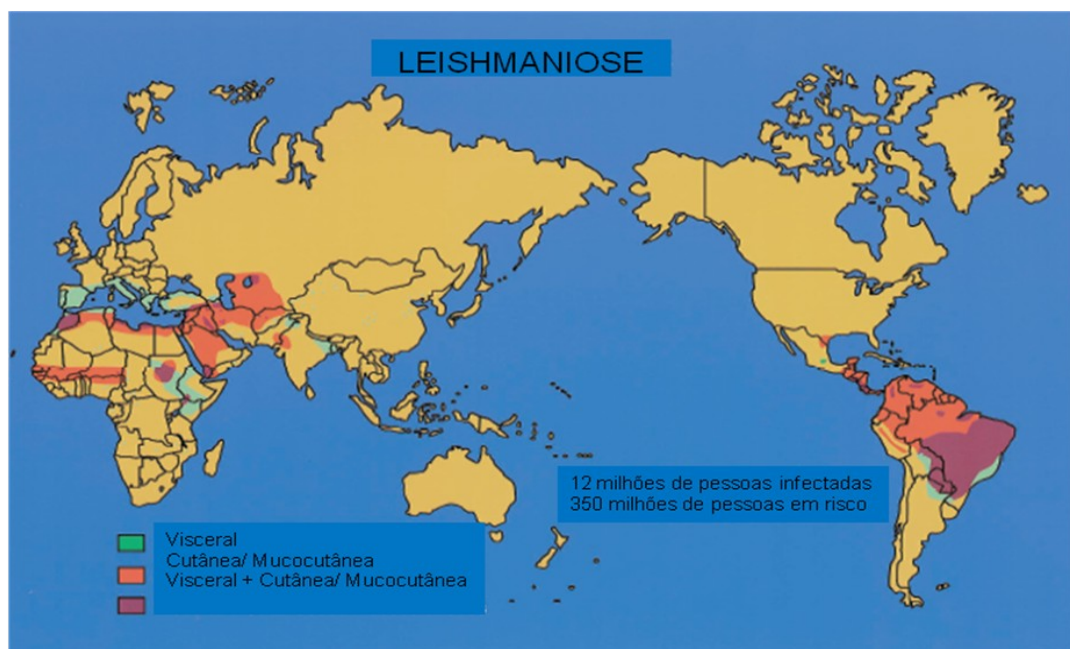 LEISHMANIOSE
12 milhões de pessoas infectadas
350 milhões de pessoas em risco
Visceral
Cutânea/ Mucocutânea
Visceral + Cutânea/ Mucocutânea